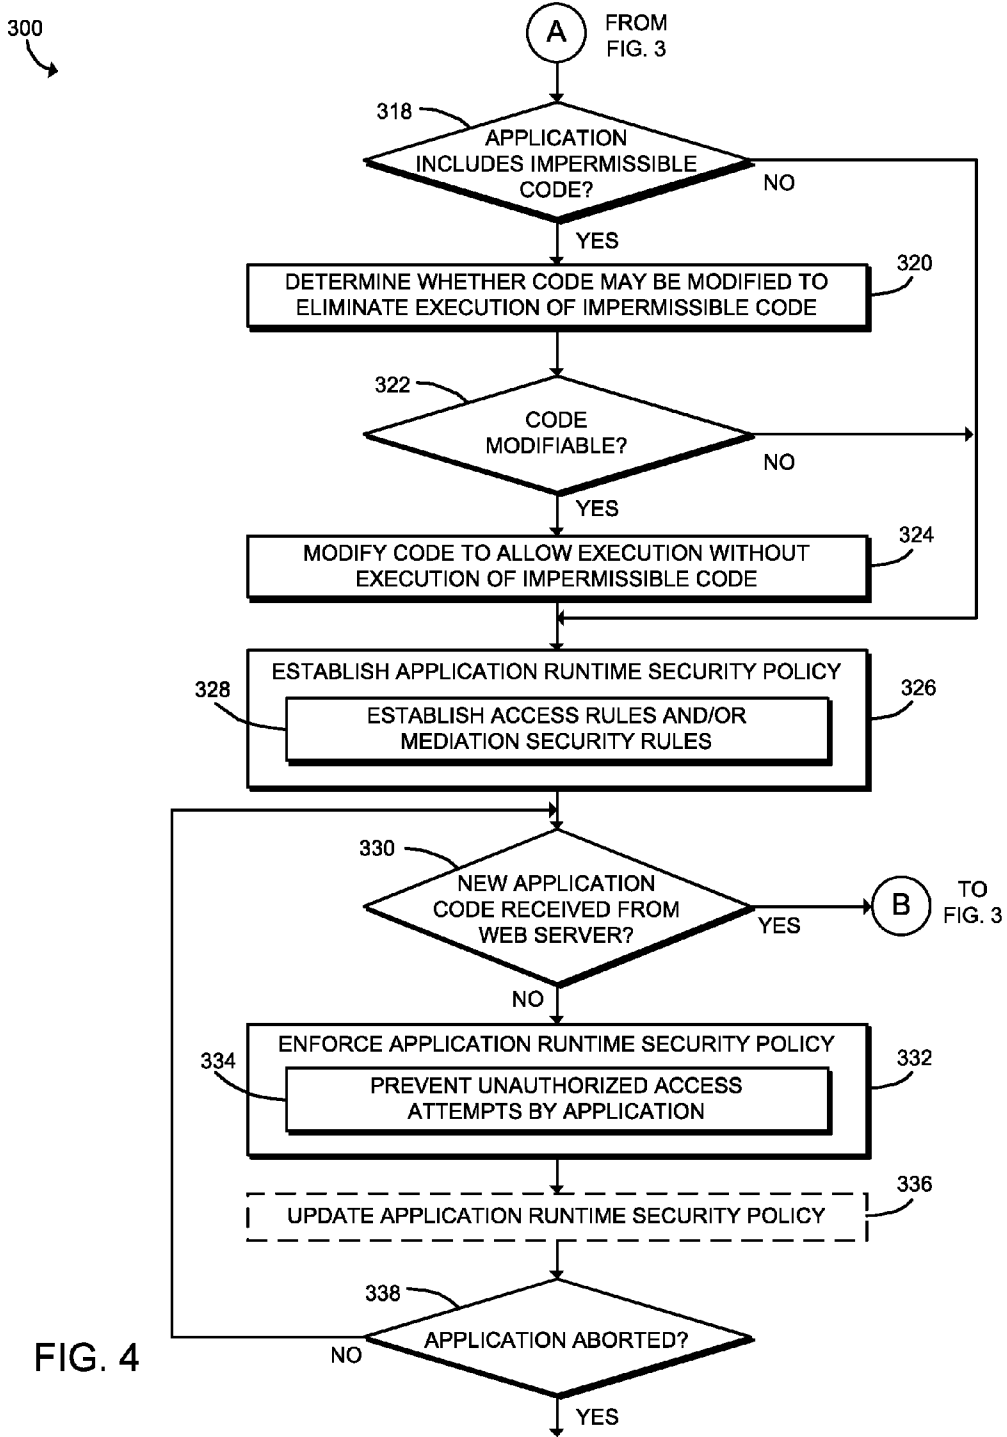 300
A
FROM
FIG. 3
318
APPLICATION
INCLUDES IMPERMISSIBLE
CODE?
NO
YES
DETERMINE WHETHER CODE MAY BE MODIFIED TO
ELIMINATE EXECUTION OF IMPERMISSIBLE CODE
320
322
CODE
MODIFIABLE?
NO
YES
MODIFY CODE TO ALLOW EXECUTION WITHOUT
EXECUTION OF IMPERMISSIBLE CODE
324
ESTABLISH APPLICATION RUNTIME SECURITY POLICY
326
328
ESTABLISH ACCESS RULES AND/OR
MEDIATION SECURITY RULES
330
NEW APPLICATION
CODE RECEIVED FROM
WEB SERVER?
YES
B
TO
FIG. 3
NO
ENFORCE APPLICATION RUNTIME SECURITY POLICY
332
334
PREVENT UNAUTHORIZED ACCESS
ATTEMPTS BY APPLICATION
336
UPDATE APPLICATION RUNTIME SECURITY POLICY
338
APPLICATION ABORTED?
NO
YES
FIG. 4